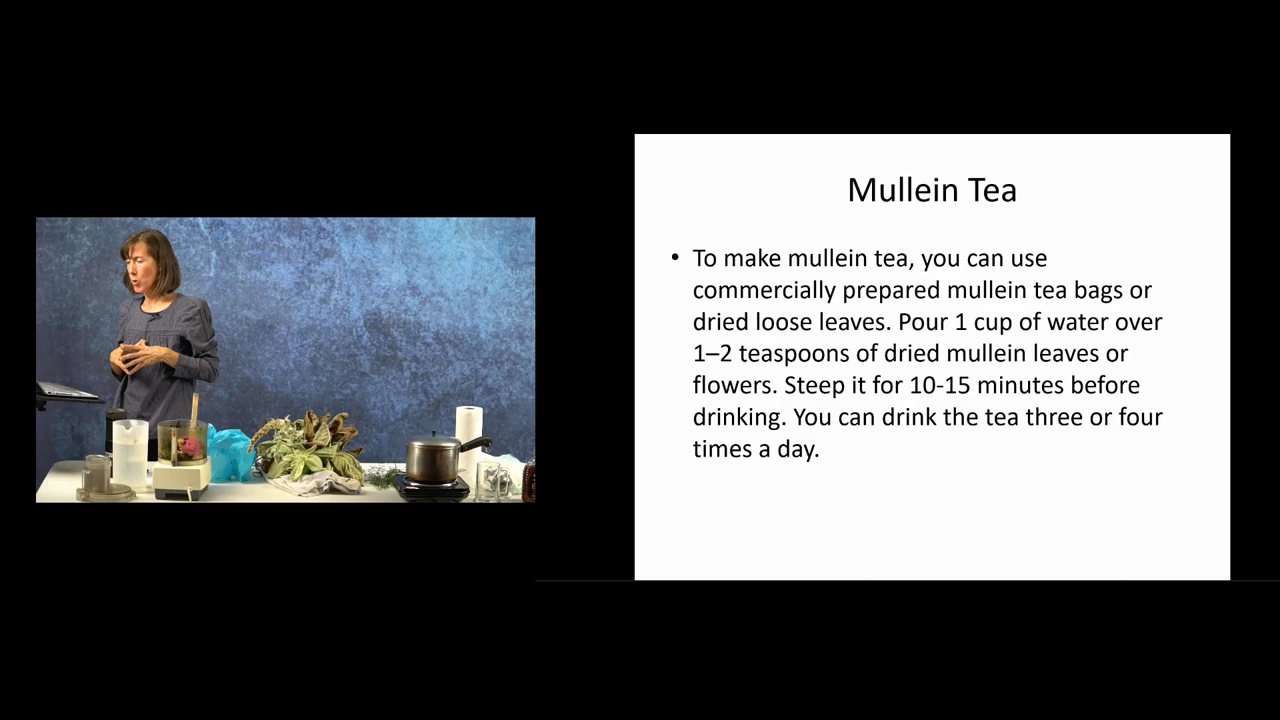 Mullein Tea
• To make mullein tea, you can use
commercially prepared mullein tea bags or
dried loose leaves. Pour 1 cup of water over
1–2 teaspoons of dried mullein leaves or
flowers. Steep it for 10-15 minutes before
drinking. You can drink the tea three or four
times a day.